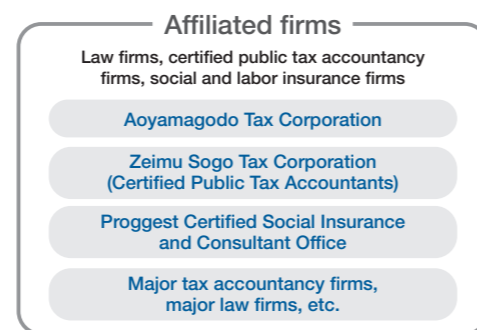 Affiliated firms
Law firms, certified public tax accountancy
firms, social and labor insurance firms
Aoyamagodo Tax Corporation
Zeimu Sogo Tax Corporation
(Certified Public Tax Accountants)
Proggest Certified Social Insurance
and Consultant Office
Major tax accountancy firms,
major law firms, etc.